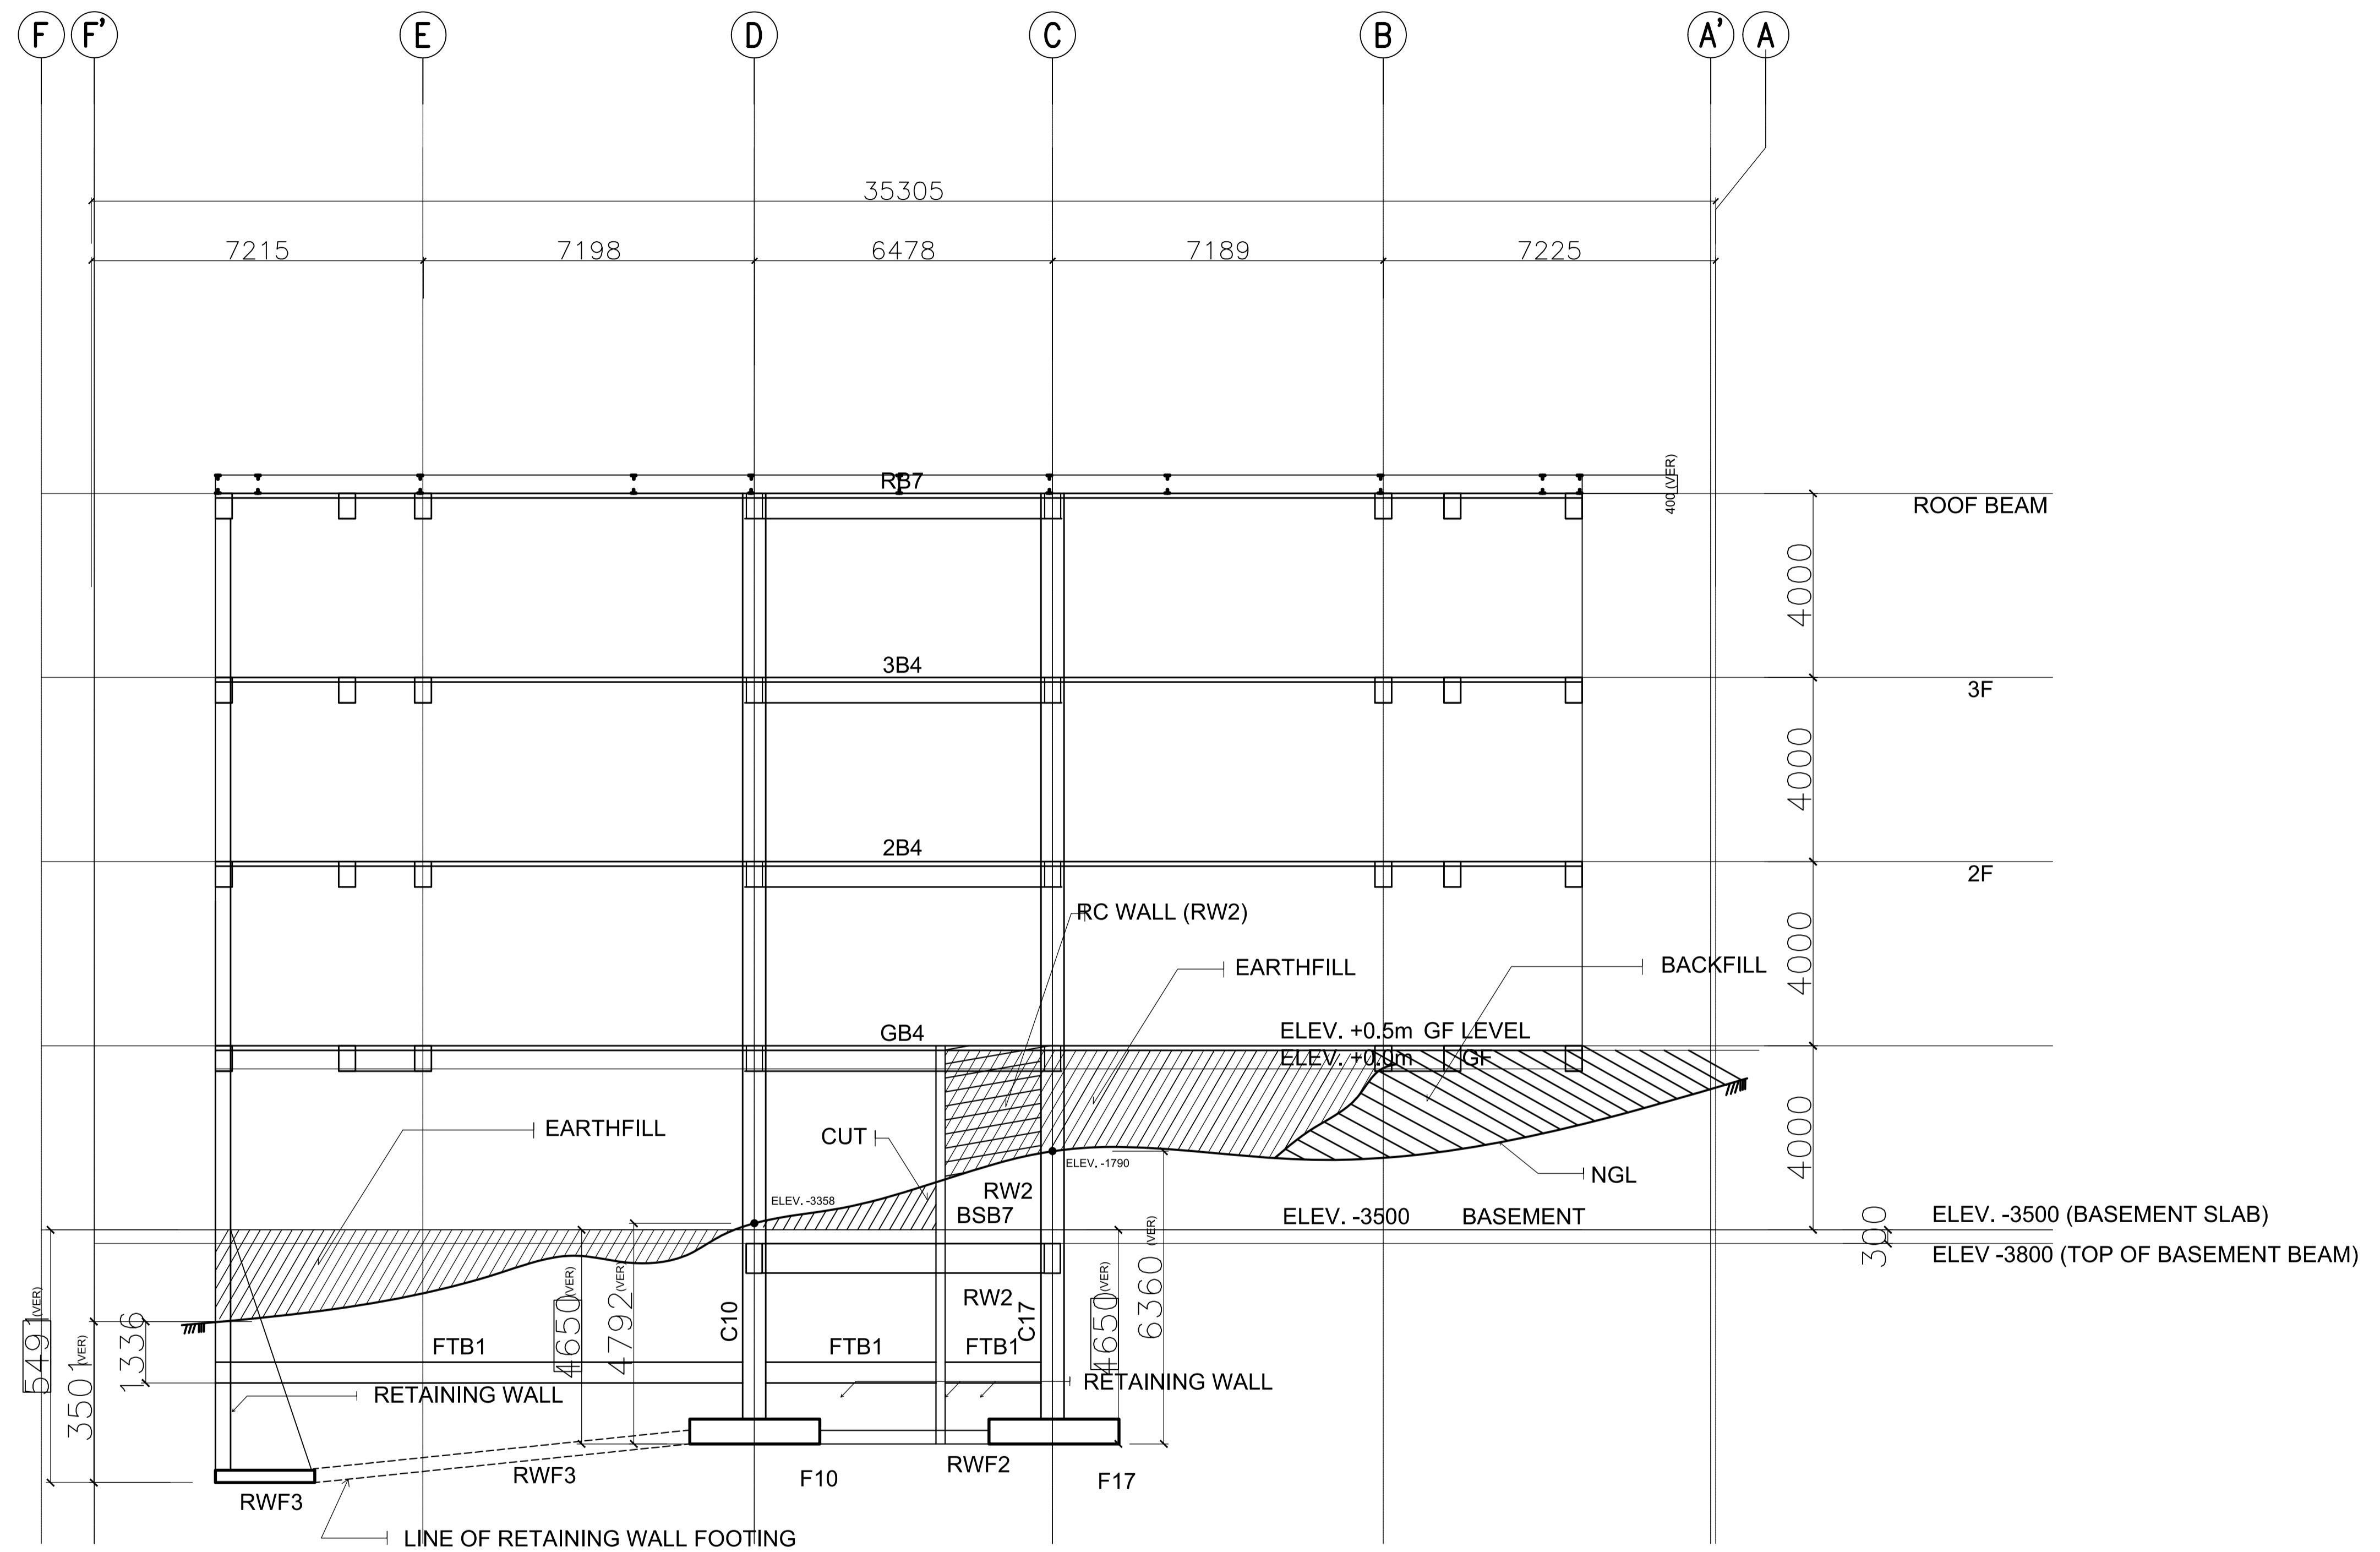 F F' E D C B A' A
35305
7215 7198 6478 7189 7225
RB7
400 (VER)
ROOF BEAM
4000
3B4
3F
4000
2B4
2F
RC WALL (RW2)
4000
EARTHFILL
BACKFILL
GB4
ELEV. +0.5m GF LEVEL
ELEV. +0.0m GF
EARTHFILL
CUT
4000
ELEV. -1790
NGL
ELEV. -3358
RW2
BSB7
ELEV. -3500 BASEMENT
ELEV. -3500 (BASEMENT SLAB)
300
ELEV -3800 (TOP OF BASEMENT BEAM)
5491 (VER)
3501 (VER)
1336
4650 (VER)
4792 (VER)
C10
RW2
C17
4650 (VER)
6360 (VER)
FTB1
FTB1
FTB1
RETAINING WALL
RETAINING WALL
RWF3
RWF3
F10
RWF2
F17
LINE OF RETAINING WALL FOOTING